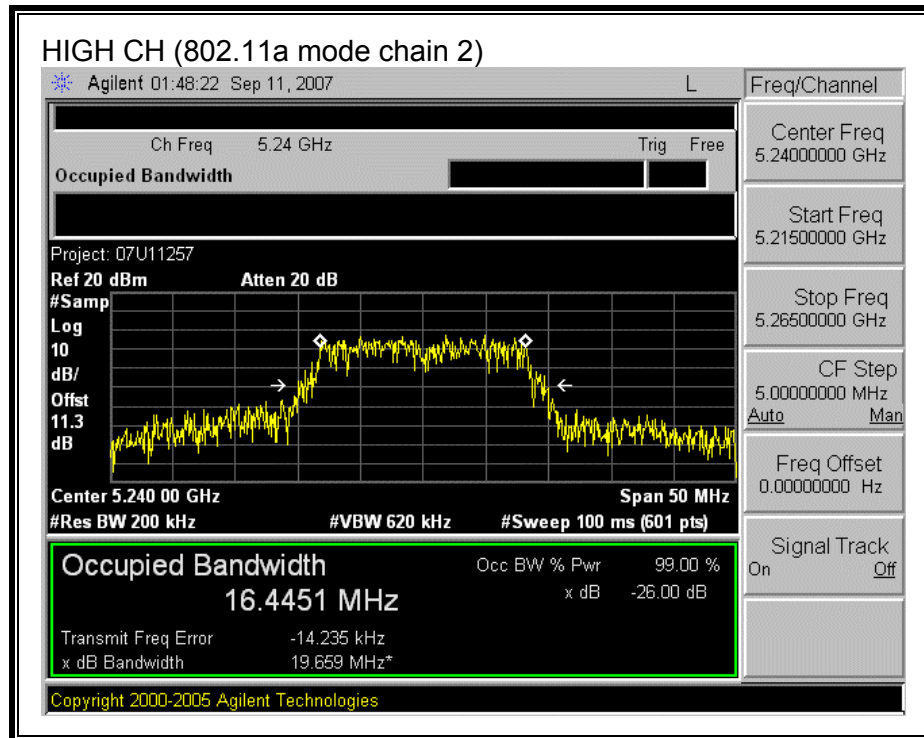 HIGH CH (802.11a mode chain 2)
Agilent 01:48:22 Sep 11, 2007 L
Freq/Channel
Ch Freq 5.24 GHz Trig Free
Occupied Bandwidth
Center Freq
5.24000000 GHz
Start Freq
5.21500000 GHz
Stop Freq
5.26500000 GHz
CF Step
5.00000000 MHz
Auto Man
Freq Offset
0.00000000 Hz
Signal Track
On Off
Project: 07U11257
Ref 20 dBm Atten 20 dB
#Samp
Log
10
dB/
Offst
11.3
dB
Center 5.240 00 GHz Span 50 MHz
#Res BW 200 kHz #VBW 620 kHz #Sweep 100 ms (601 pts)
Occupied Bandwidth
16.4451 MHz
Occ BW % Pwr 99.00 %
x dB -26.00 dB
Transmit Freq Error -14.235 kHz
x dB Bandwidth 19.659 MHz*
Copyright 2000-2005 Agilent Technologies